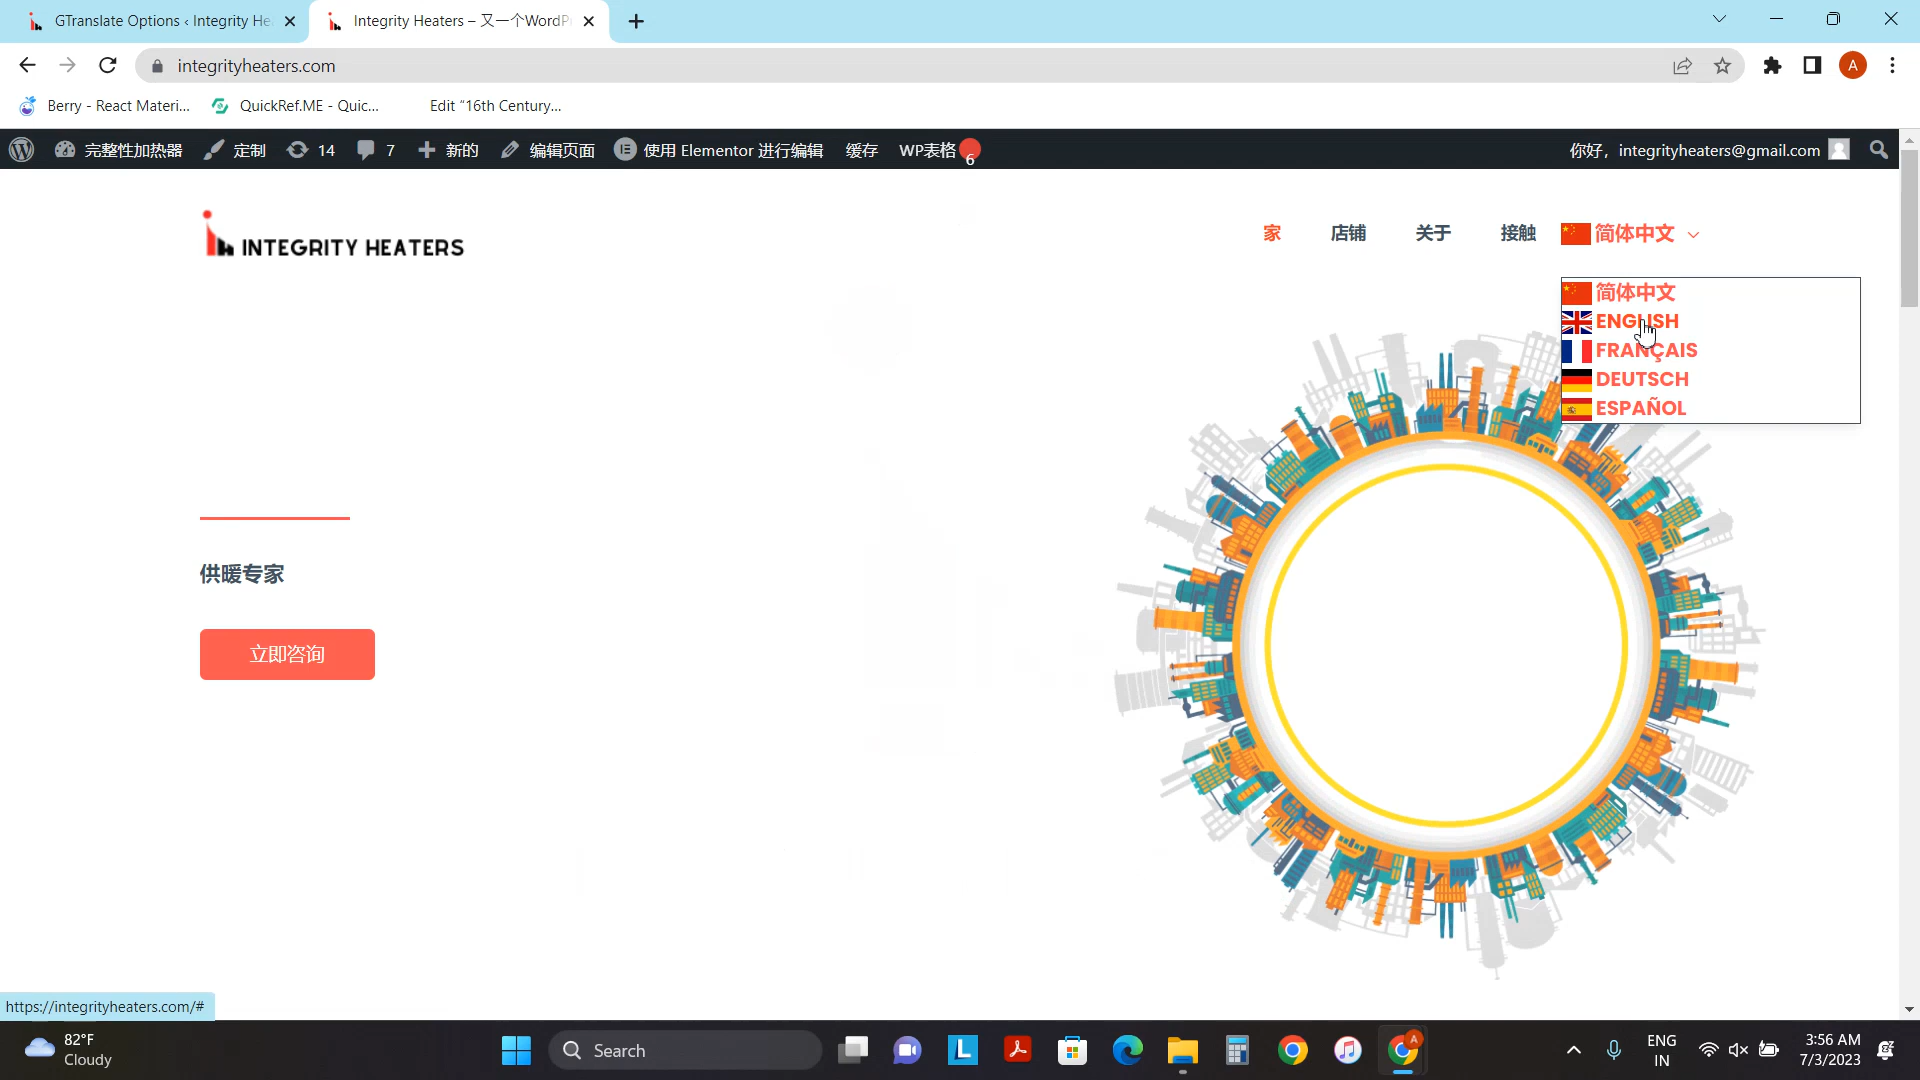 GTranslate Options ‹ Integrity He
Integrity Heaters – 又一个WordP
integrityheaters.com
A
Berry - React Materi...
QuickRef.ME - Quic...
Edit “16th Century...
完整性加热器
定制
14
7
新的
编辑页面
使用 Elementor 进行编辑
缓存
WP表格
6
你好，integrityheaters@gmail.com
INTEGRITY HEATERS
家
店铺
关于
接触
简体中文
简体中文
ENGLISH
FRANÇAIS
DEUTSCH
ESPAÑOL
供暖专家
立即咨询
https://integrityheaters.com/#
82°F
Cloudy
Search
L
A
ENG
IN
3:56 AM
7/3/2023